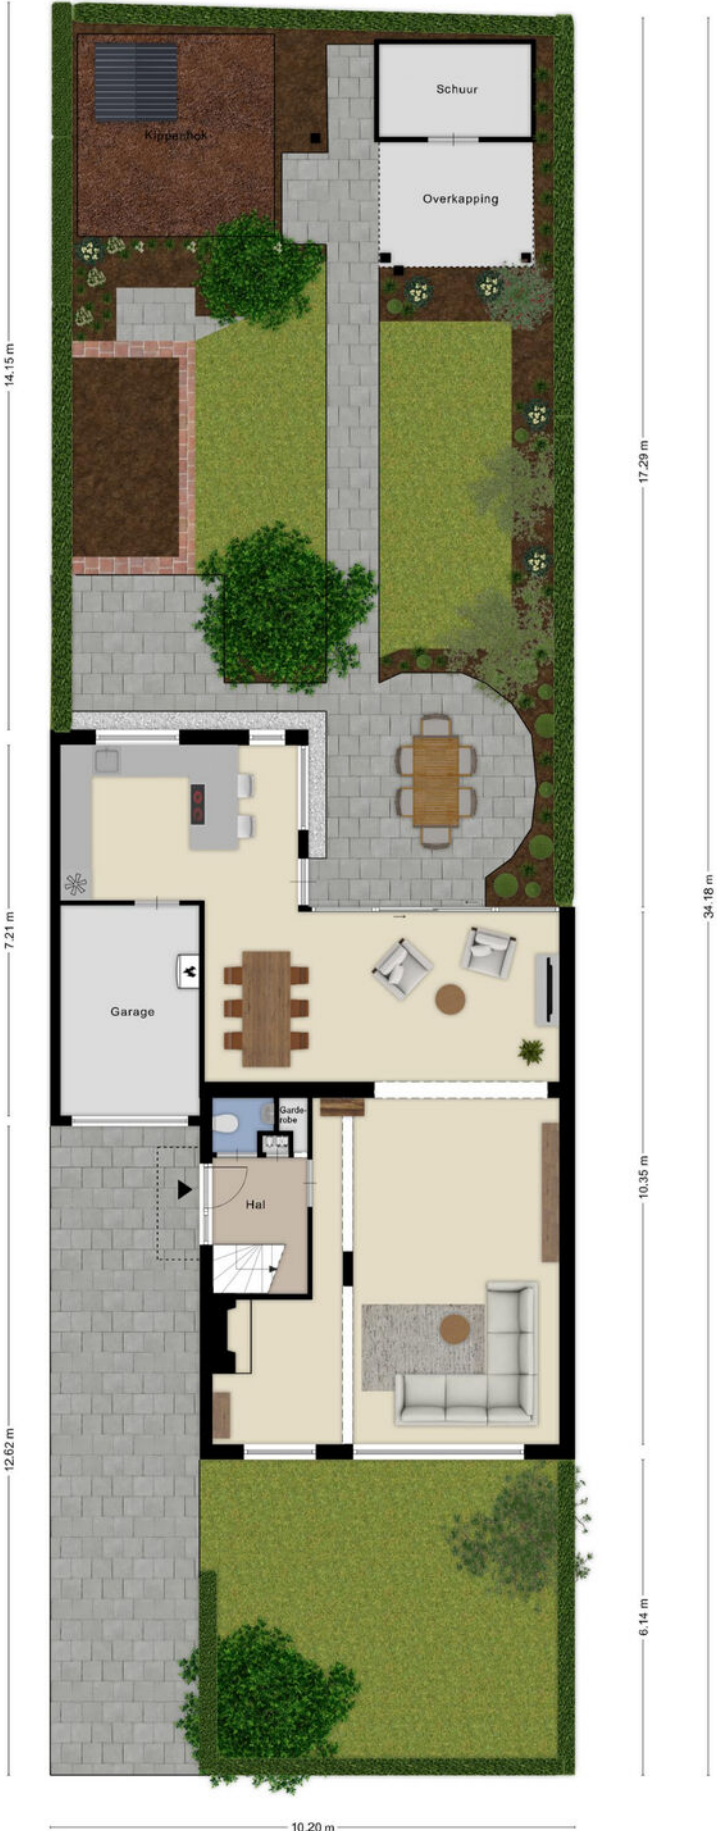 Schuur
Kippenhok
Overkapping
14.15 m
17.29 m
34.18 m
7.21 m
Garage
Garde-
robe
Hal
10.35 m
12.62 m
6.14 m
10.20 m